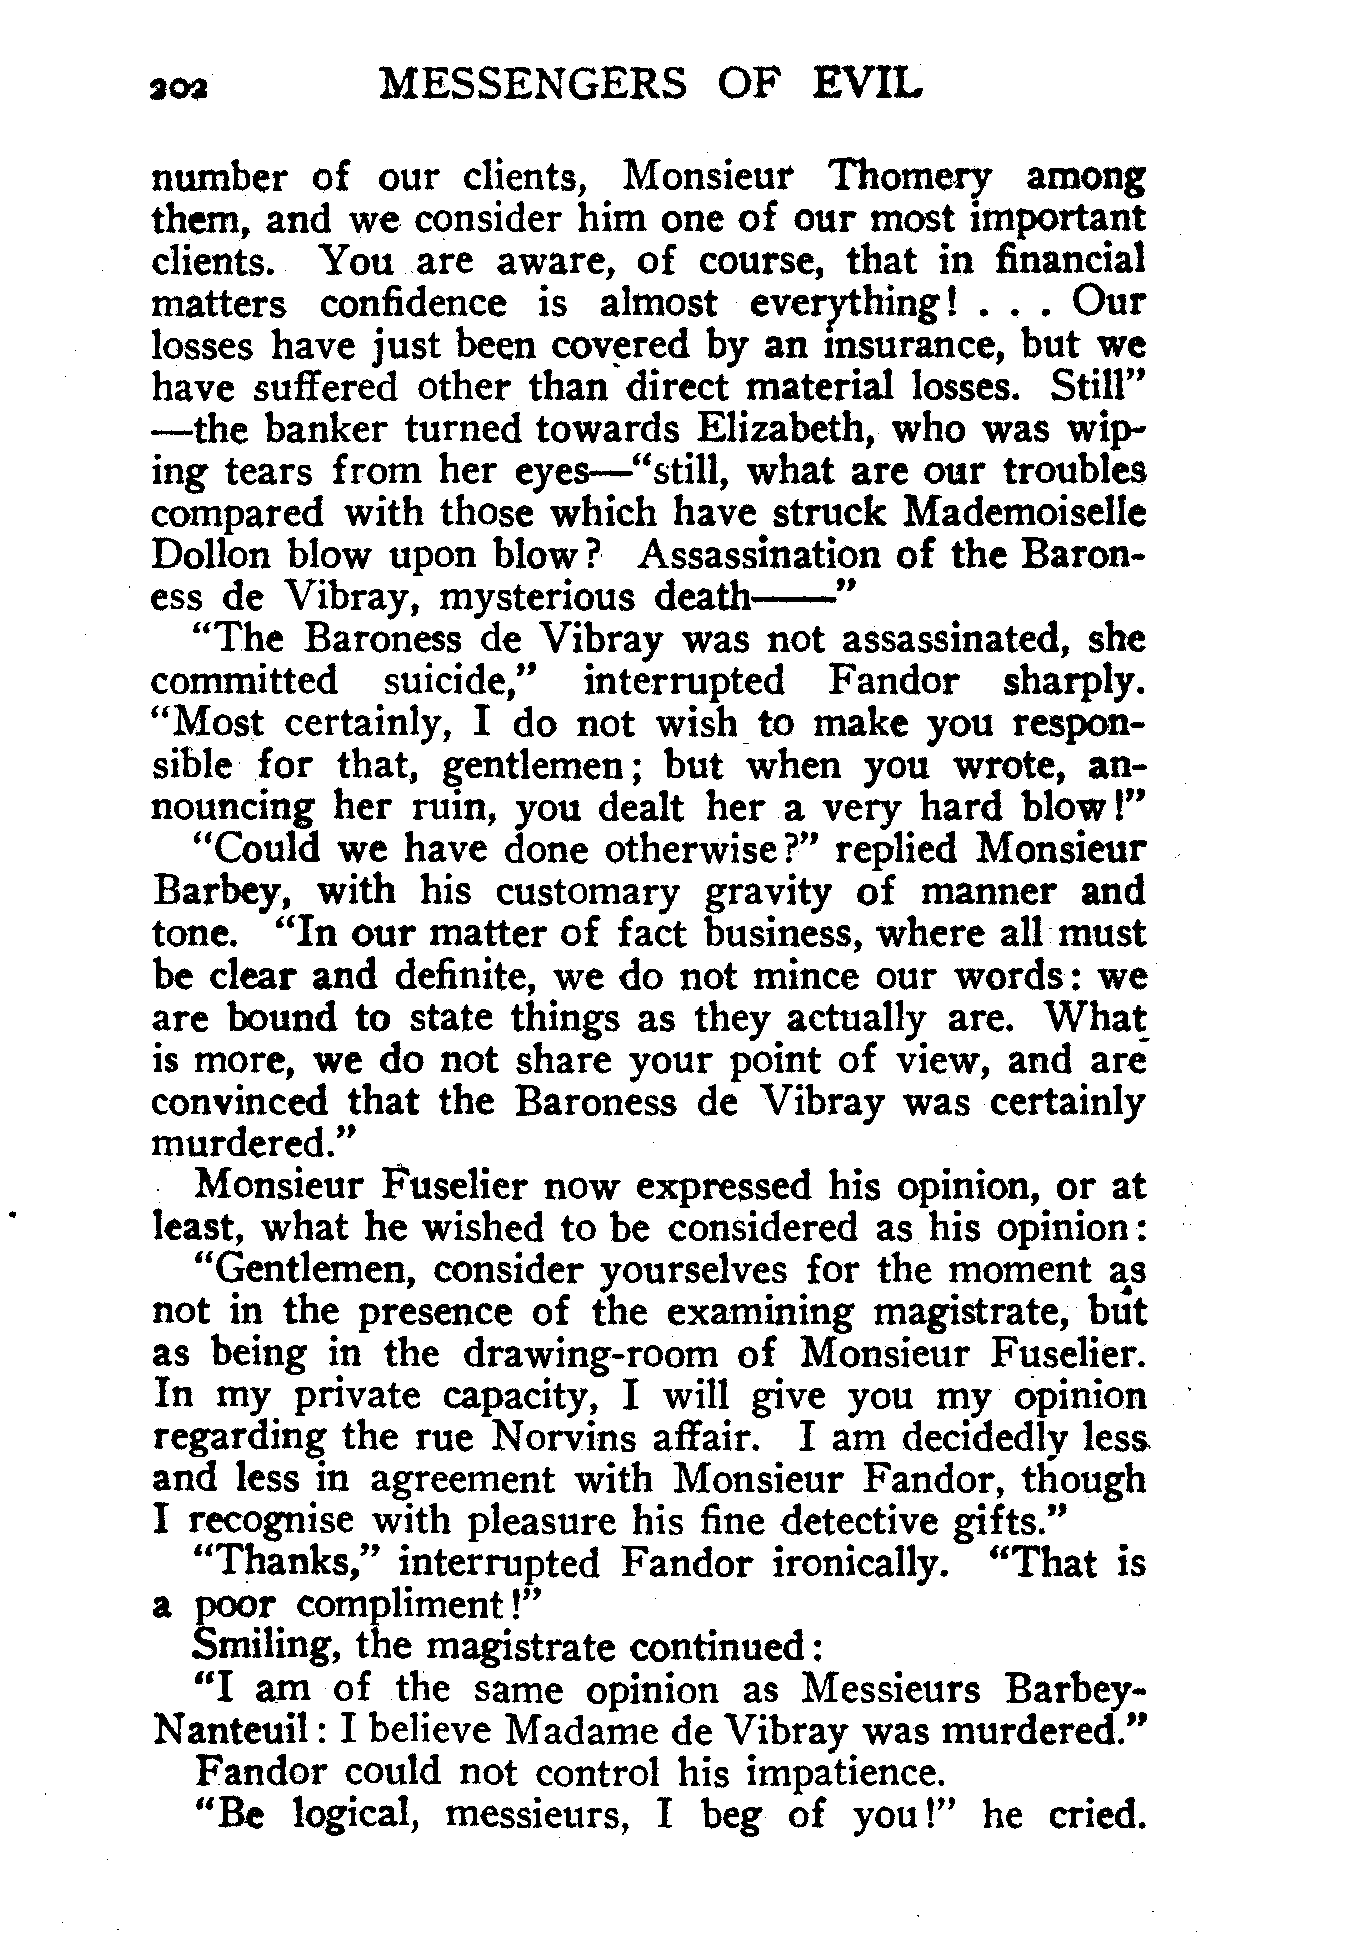 202 MESSENGERS OF EVIL
number of our clients, Monsieur Thomery among
them, and we consider him one of our most important
clients. You are aware, of course, that in financial
matters confidence is almost everything! . . . Our
losses have just been covered by an insurance, but we
have suffered other than direct material losses. Still”
—the banker turned towards Elizabeth, who was wip-
ing tears from her eyes—“still, what are our troubles
compared with those which have struck Mademoiselle
Dollon blow upon blow? Assassination of the Baron-
ess de Vibray, mysterious death——”
“The Baroness de Vibray was not assassinated, she
committed suicide,” interrupted Fandor sharply.
“Most certainly, I do not wish to make you respon-
sible for that, gentlemen; but when you wrote, an-
nouncing her ruin, you dealt her a very hard blow!”
“Could we have done otherwise?” replied Monsieur
Barbey, with his customary gravity of manner and
tone. “In our matter of fact business, where all must
be clear and definite, we do not mince our words: we
are bound to state things as they actually are. What
is more, we do not share your point of view, and are
convinced that the Baroness de Vibray was certainly
murdered.”
Monsieur Fuselier now expressed his opinion, or at
least, what he wished to be considered as his opinion:
“Gentlemen, consider yourselves for the moment as
not in the presence of the examining magistrate, but
as being in the drawing-room of Monsieur Fuselier.
In my private capacity, I will give you my opinion
regarding the rue Norvins affair. I am decidedly less
and less in agreement with Monsieur Fandor, though
I recognise with pleasure his fine detective gifts.”
“Thanks,” interrupted Fandor ironically. “That is
a poor compliment!”
Smiling, the magistrate continued:
“I am of the same opinion as Messieurs Barbey-
Nanteuil: I believe Madame de Vibray was murdered.”
Fandor could not control his impatience.
“Be logical, messieurs, I beg of you!” he cried.